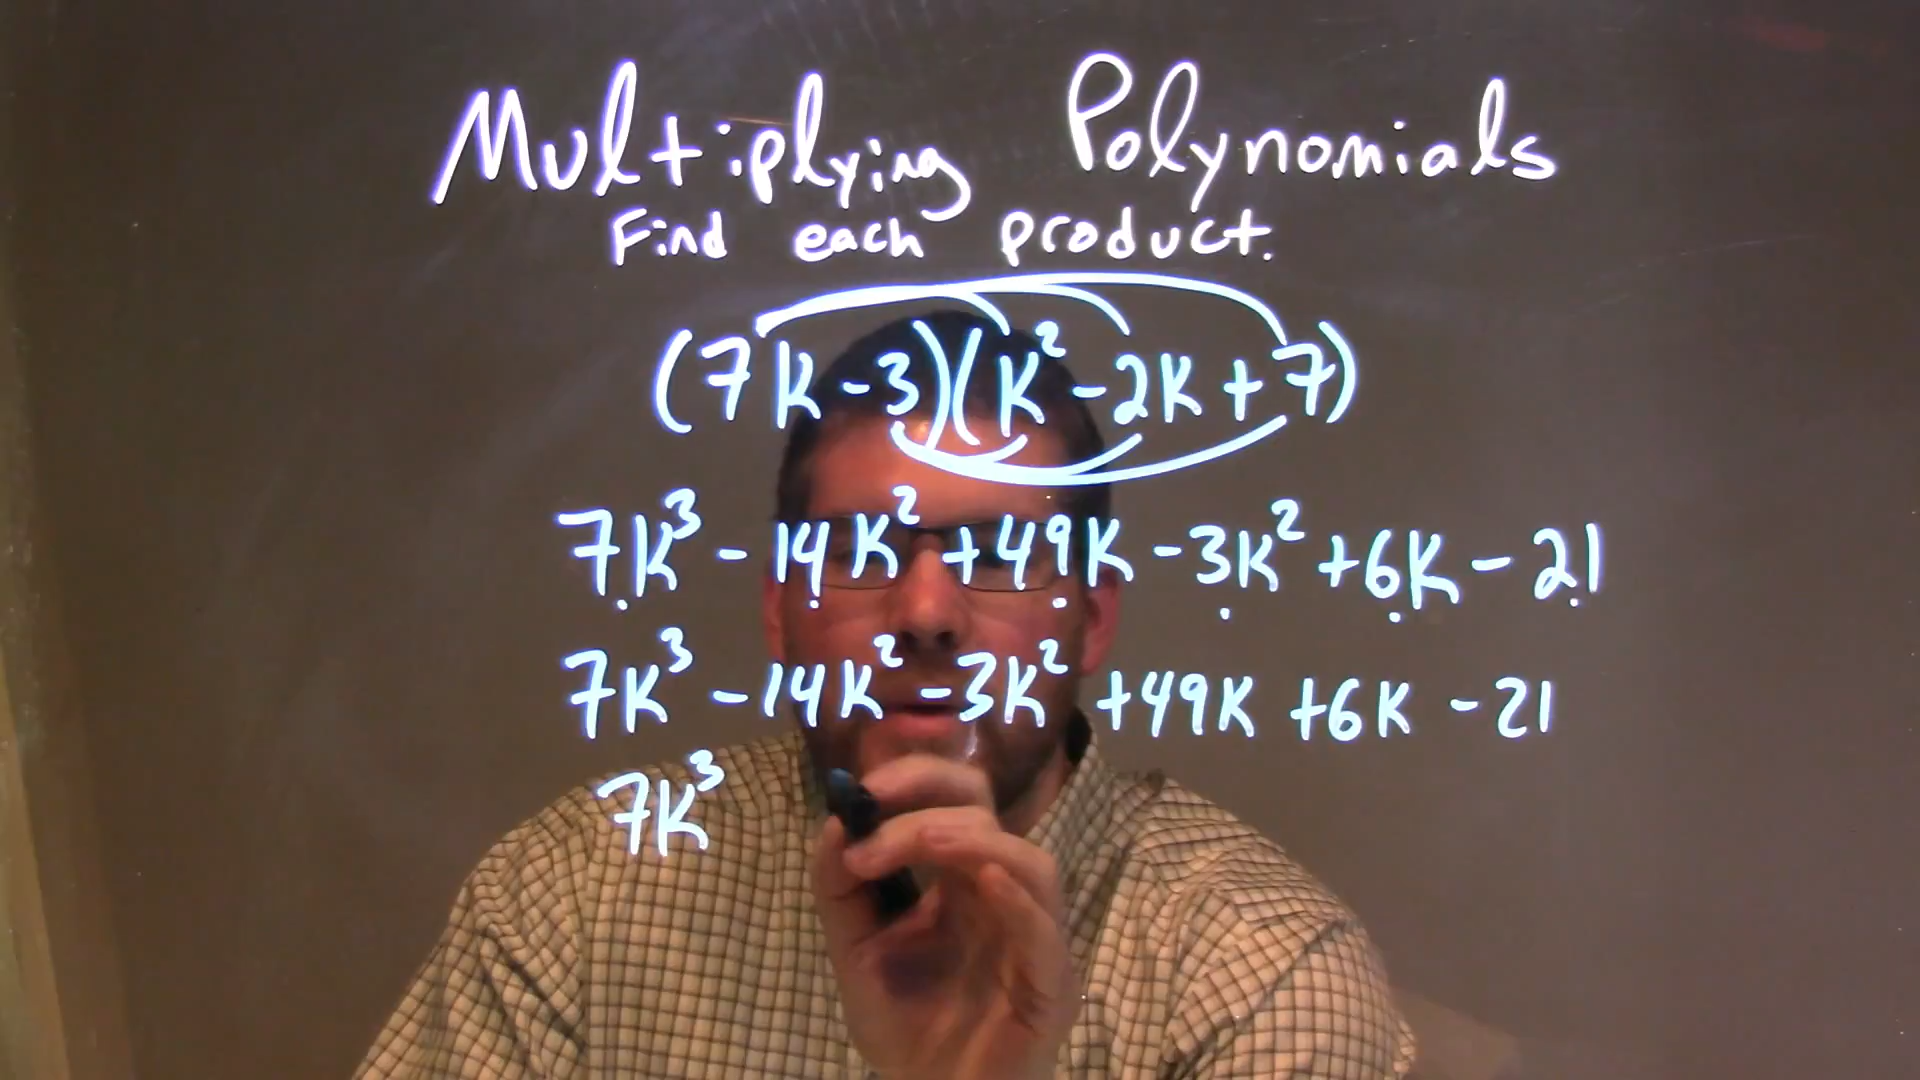 Multiplying Polynomials
Find each product.
(7k-3)(k²-2k+7)
7k³-14k²+49k-3k²+6k-21
7k³-14k²-3k²+49k+6k-21
7k³